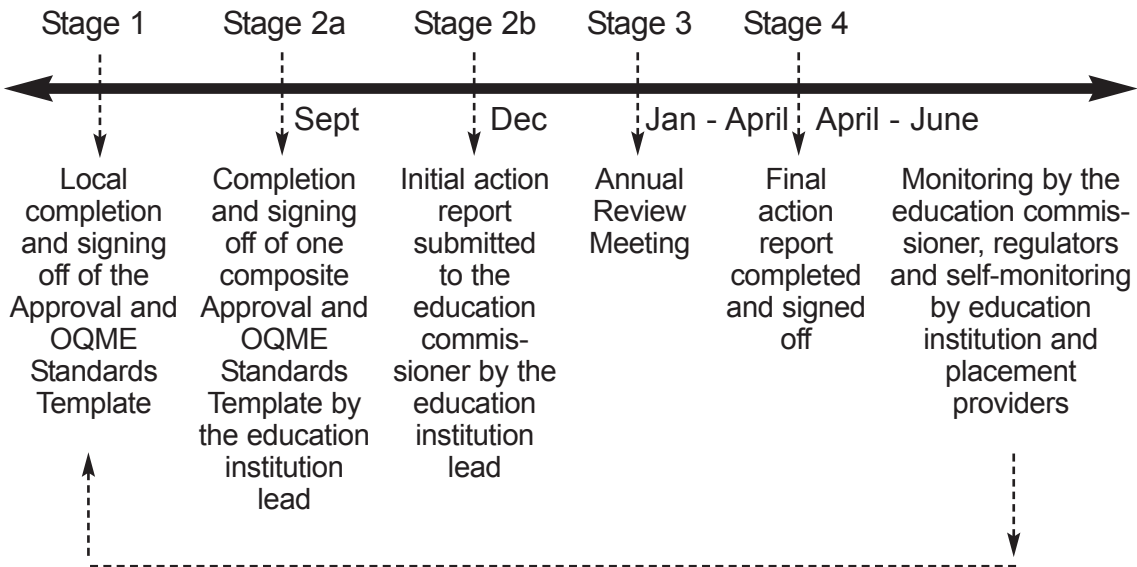 Stage 1
Stage 2a
Stage 2b
Stage 3
Stage 4
Sept
Dec
Jan - April
April - June
Local
completion
and signing
off of the
Approval and
OQME
Standards
Template
Completion
and signing
off of one
composite
Approval and
OQME
Standards
Template by
the education
institution
lead
Initial action
report
submitted
to the
education
commis-
sioner by the
education
institution
lead
Annual
Review
Meeting
Final
action
report
completed
and signed
off
Monitoring by the
education commis-
sioner, regulators
and self-monitoring
by education
institution and
placement
providers